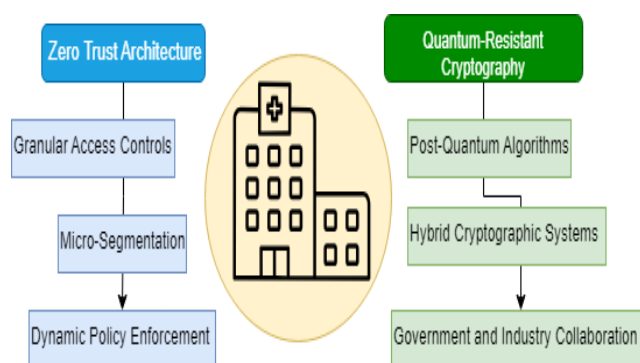 Zero Trust Architecture
Granular Access Controls
Micro-Segmentation
Dynamic Policy Enforcement
Quantum-Resistant
Cryptography
Post-Quantum Algorithms
Hybrid Cryptographic Systems
Government and Industry Collaboration